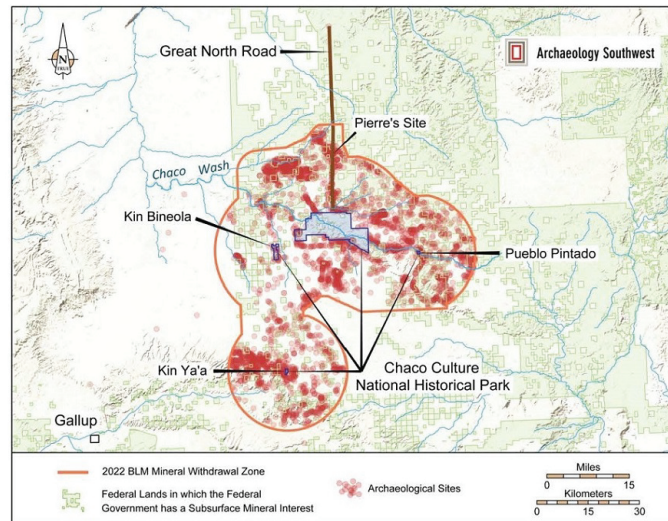 Great North Road
N
TRUE
Archaeology Southwest
Pierre's Site
Chaco Wash
Kin Bineola
Pueblo Pintado
Kin Ya'a
Chaco Culture
National Historical Park
Gallup
2022 BLM Mineral Withdrawal Zone
Federal Lands in which the Federal
Government has a Subsurface Mineral Interest
Archaeological Sites
Miles
0 15
Kilometers
0 30